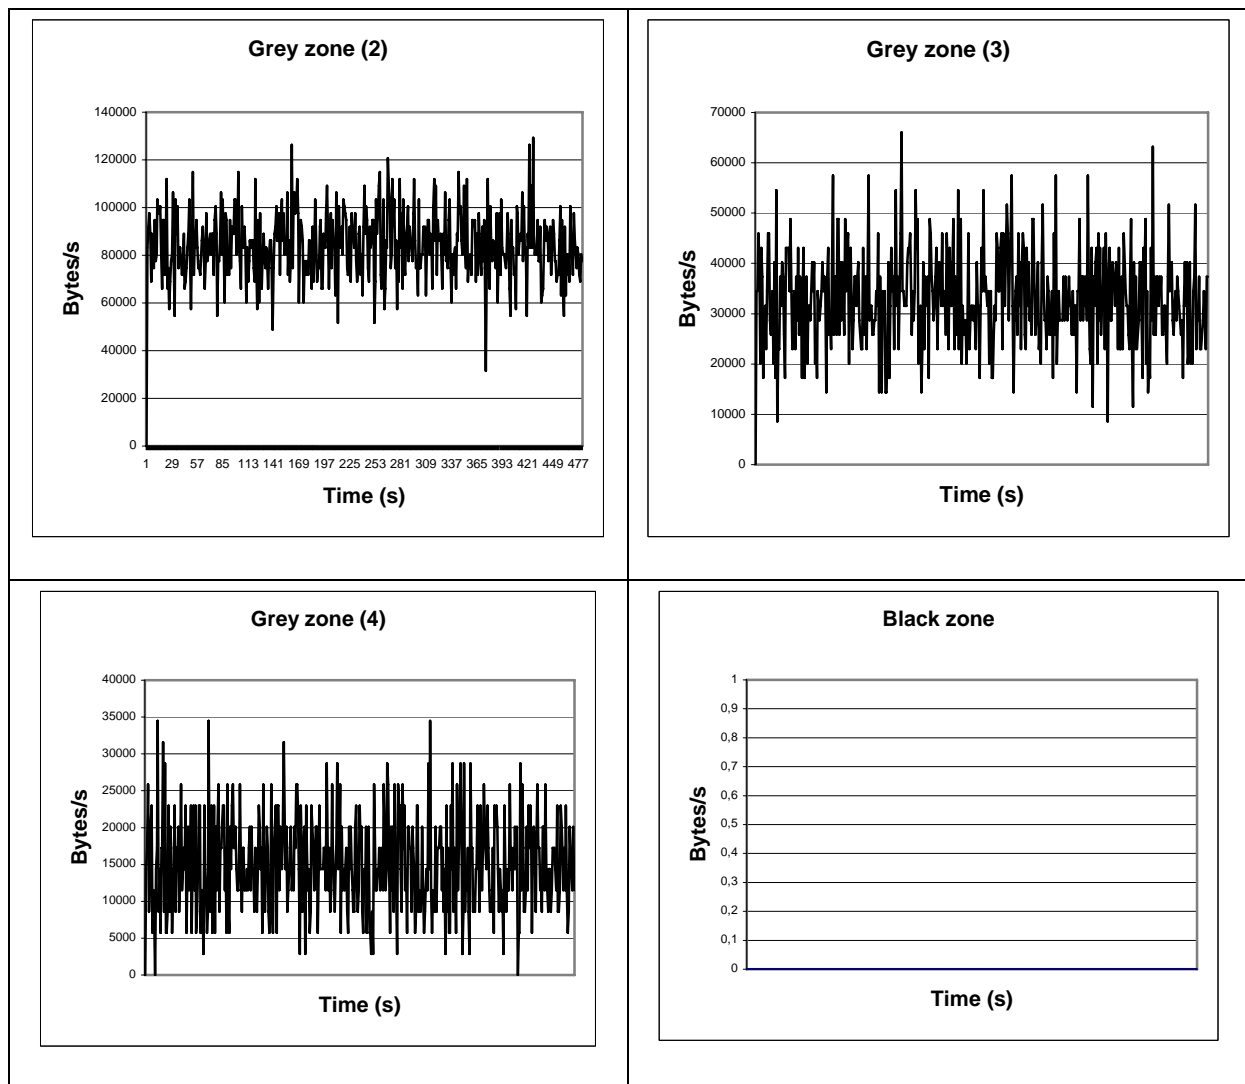 Grey zone (2)
140000
120000
100000
80000
60000
40000
20000
0
Bytes/s
1 29 57 85 113 141 169 197 225 253 281 309 337 365 393 421 449 477
Time (s)
Grey zone (3)
70000
60000
50000
40000
30000
20000
10000
0
Bytes/s
Time (s)
Grey zone (4)
40000
35000
30000
25000
20000
15000
10000
5000
0
Bytes/s
Time (s)
Black zone
1
0,9
0,8
0,7
0,6
0,5
0,4
0,3
0,2
0,1
0
Bytes/s
Time (s)